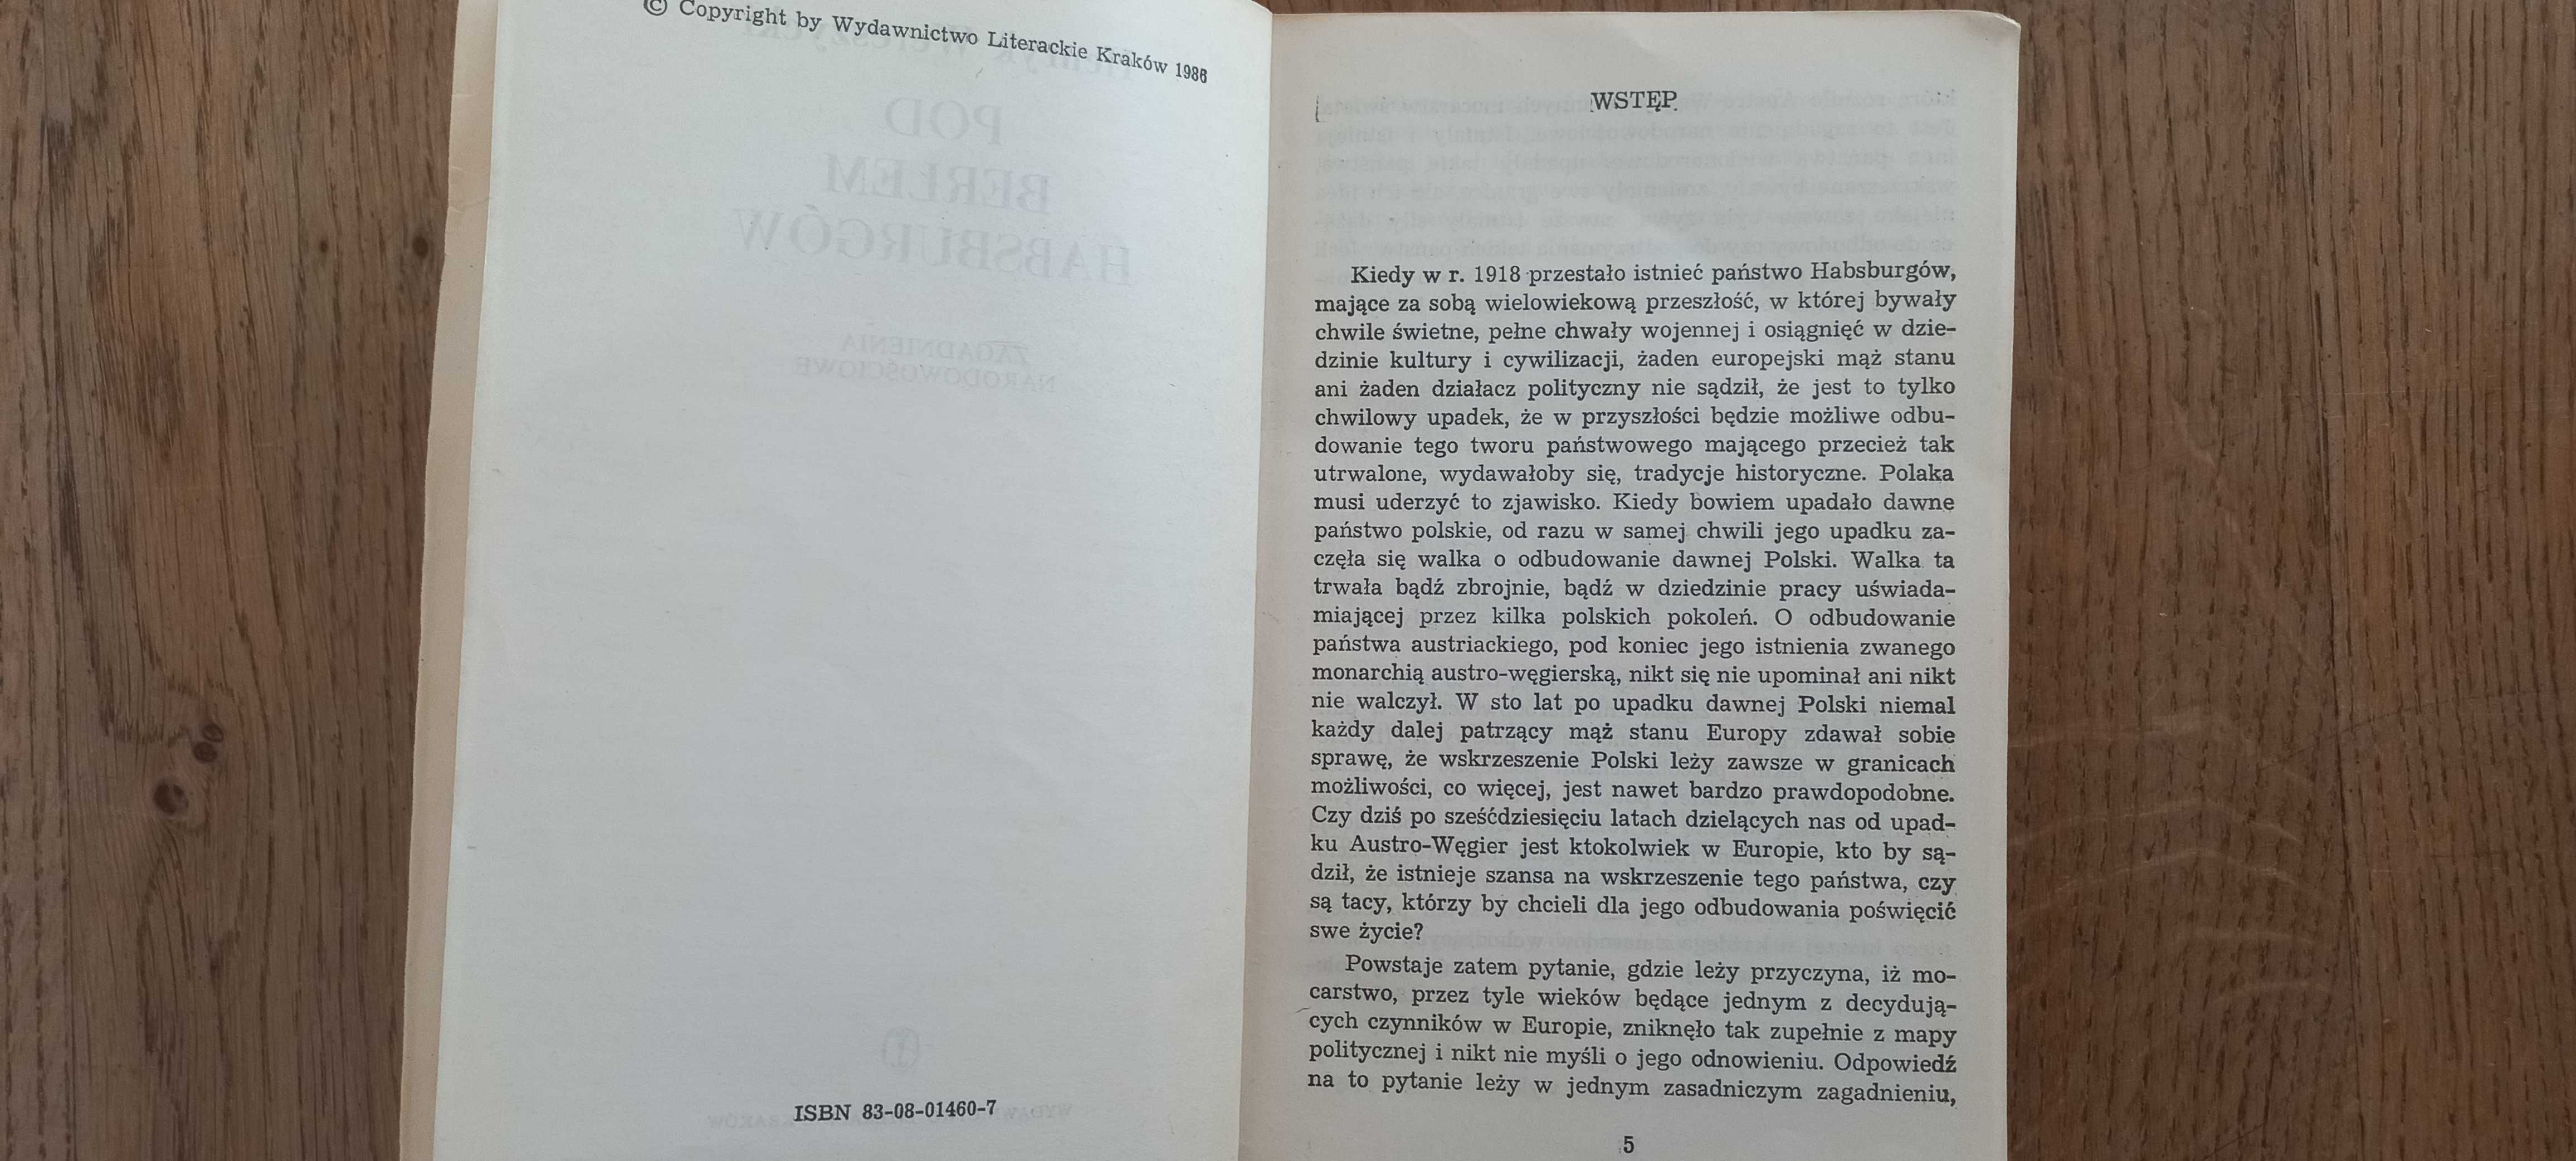 © Copyright by Wydawnictwo Literackie Kraków 1986
POD
BERŁEM
HABSBURGÓW
ZAGADNIENIA
NARODOWOŚCIOWE
ISBN 83-08-01460-7
WSTĘP
Kiedy w r. 1918 przestało istnieć państwo Habsburgów,
mające za sobą wielowiekową przeszłość, w której bywały
chwile świetne, pełne chwały wojennej i osiągnięć w dzie-
dzinie kultury i cywilizacji, żaden europejski mąż stanu
ani żaden działacz polityczny nie sądził, że jest to tylko
chwilowy upadek, że w przyszłości będzie możliwe odbu-
dowanie tego tworu państwowego mającego przecież tak
utrwalone, wydawałoby się, tradycje historyczne. Polaka
musi uderzyć to zjawisko. Kiedy bowiem upadało dawne
państwo polskie, od razu w samej chwili jego upadku za-
częła się walka o odbudowanie dawnej Polski. Walka ta
trwała bądź zbrojnie, bądź w dziedzinie pracy uświada-
miającej przez kilka polskich pokoleń. O odbudowanie
państwa austriackiego, pod koniec jego istnienia zwanego
monarchią austro-węgierską, nikt się nie upominał ani nikt
nie walczył. W sto lat po upadku dawnej Polski niemal
każdy dalej patrzący mąż stanu Europy zdawał sobie
sprawę, że wskrzeszenie Polski leży zawsze w granicach
możliwości, co więcej, jest nawet bardzo prawdopodobne.
Czy dziś po sześćdziesięciu latach dzielących nas od upad-
ku Austro-Węgier jest ktokolwiek w Europie, kto by są-
dził, że istnieje szansa na wskrzeszenie tego państwa, czy
są tacy, którzy by chcieli dla jego odbudowania poświęcić
swe życie?
Powstaje zatem pytanie, gdzie leży przyczyna, iż mo-
carstwo, przez tyle wieków będące jednym z decydują-
cych czynników w Europie, zniknęło tak zupełnie z mapy
politycznej i nikt nie myśli o jego odnowieniu. Odpowiedź
na to pytanie leży w jednym zasadniczym zagadnieniu,
5